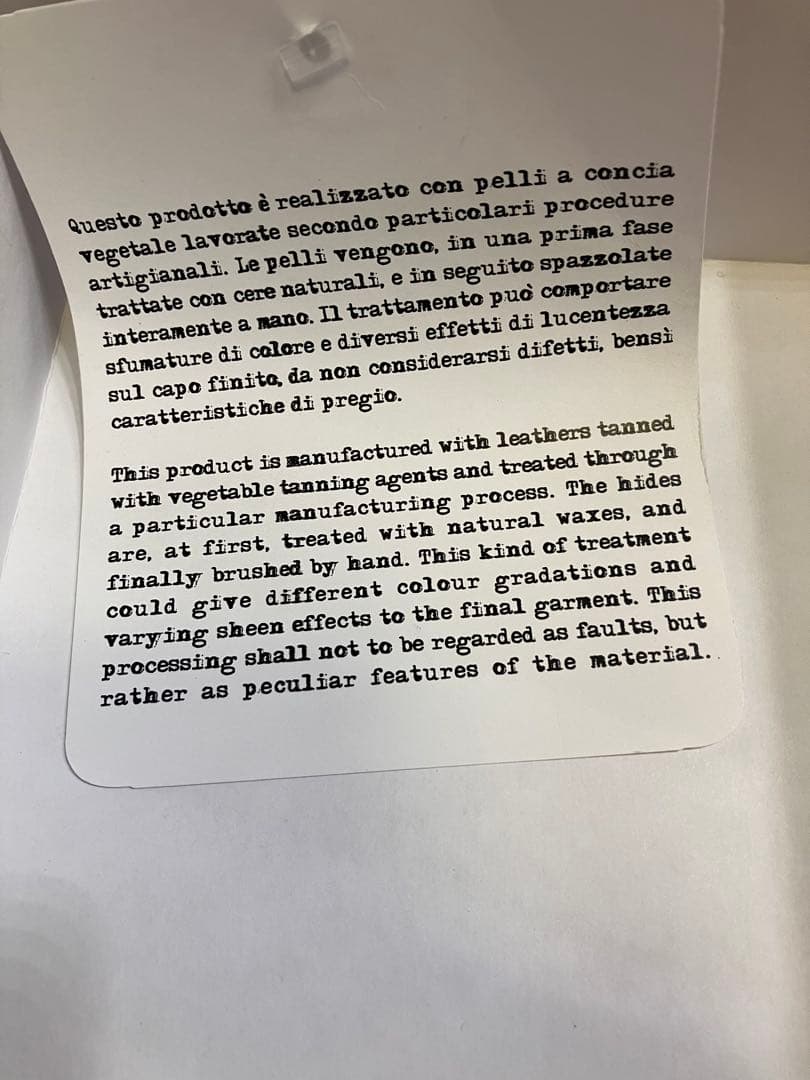 Questo prodotto è realizzato con pelli a concia
vegetale lavorate secondo particolari procedure
artigianali. Le pelli vengono, in una prima fase
trattate con cere naturali, e in seguito spazzolate
interamente a mano. Il trattamento può comportare
sfumature di colore e diversi effetti di lucentezza
sul capo finito, da non considerarsi difetti, bensì
caratteristiche di pregio.
This product is manufactured with leathers tanned
with vegetable tanning agents and treated through
a particular manufacturing process. The hides
are, at first, treated with natural waxes, and
finally brushed by hand. This kind of treatment
could give different colour gradations and
varying sheen effects to the final garment. This
processing shall not to be regarded as faults, but
rather as peculiar features of the material.